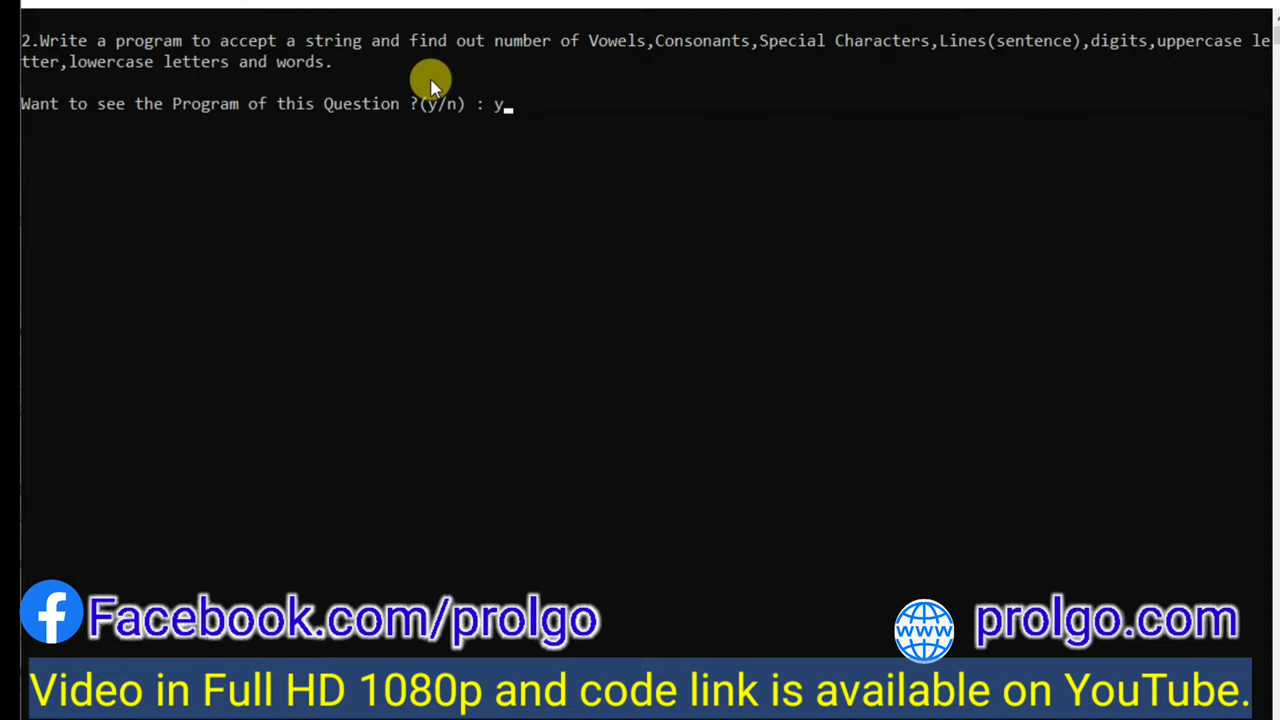 2.Write a program to accept a string and find out number of Vowels,Consonants,Special Characters,Lines(sentence),digits,uppercase le
tter,lowercase letters and words.
Want to see the Program of this Question ?(y/n) : y
Facebook.com/prolgo
www
prolgo.com
Video in Full HD 1080p and code link is available on YouTube.